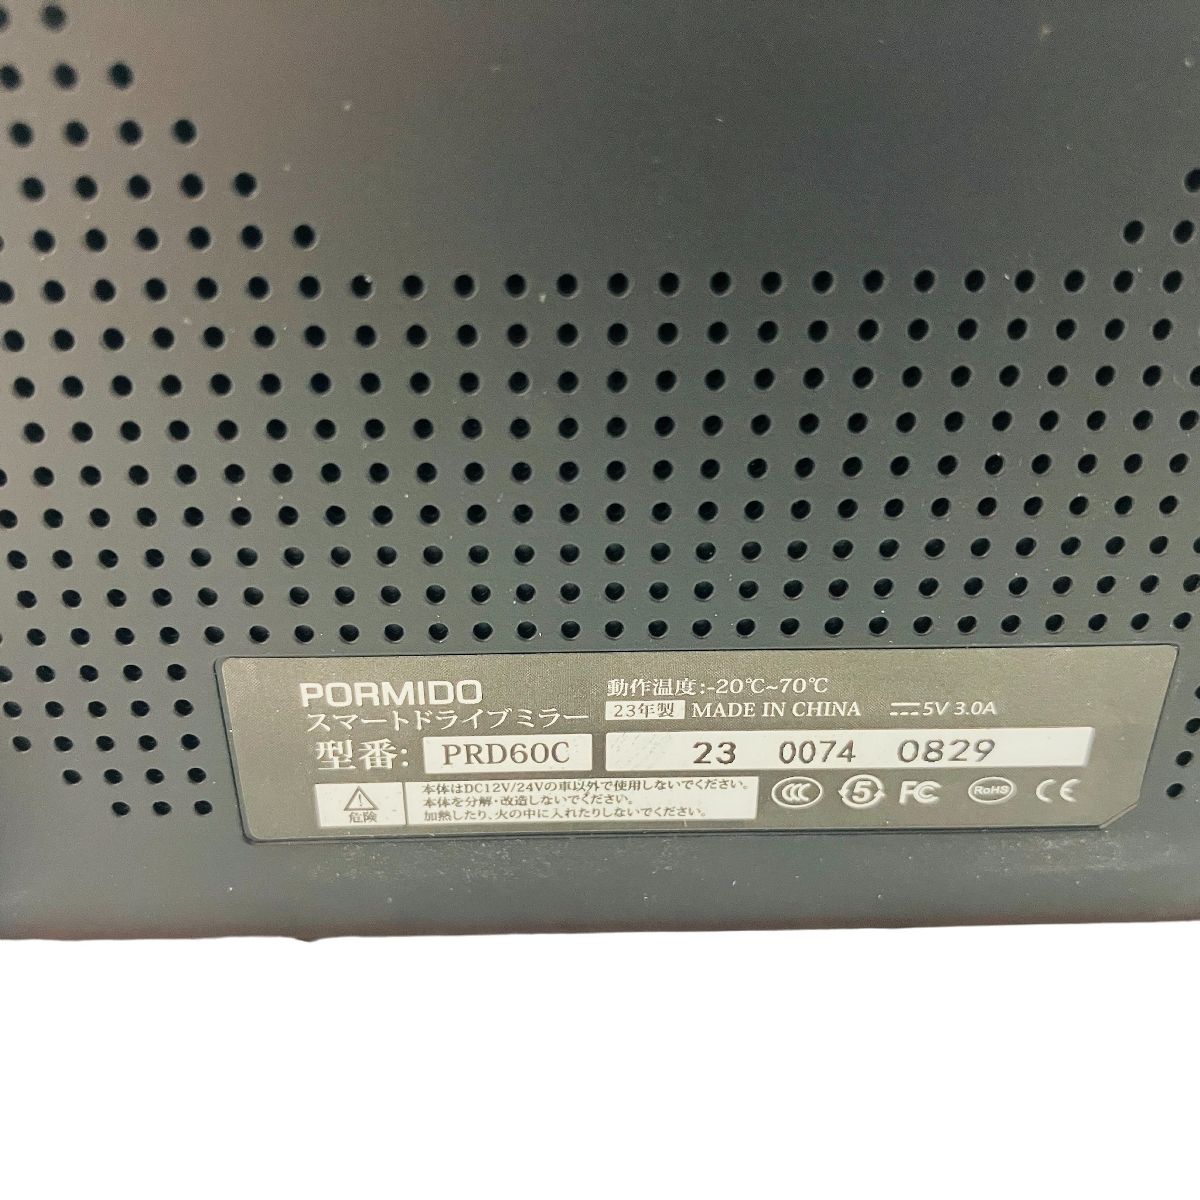 PORMIDO
スマートドライブミラー
動作温度:-20℃~70℃
23年製 MADE IN CHINA 5V 3.0A
型番: PRD60C 23 0074 0829
危険
本体はDC12V/24Vの車以外で使用しないでください。
本体を分解・改造しないでください。
加熱したり、火の中に入れたりしないでください。
CCC 5 FC RoHS CE